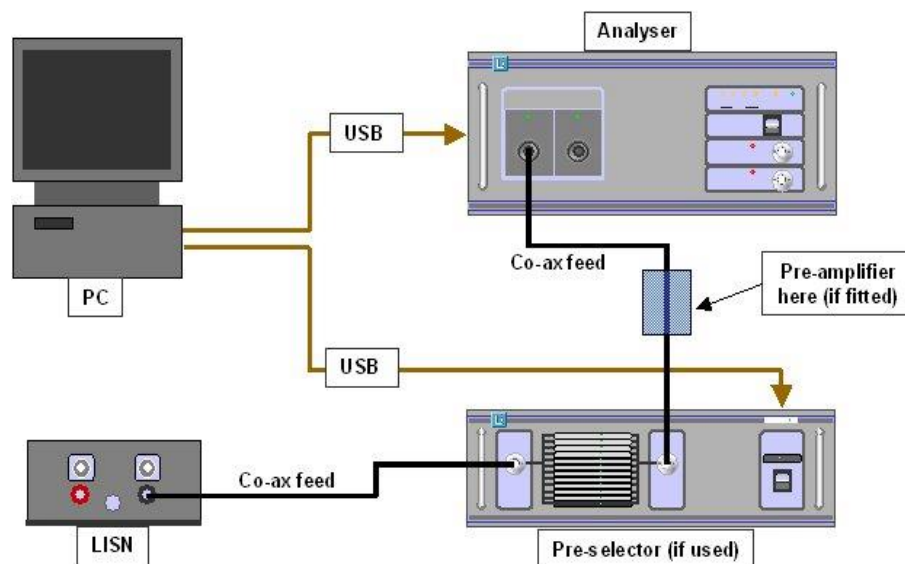 Analyser
USB
Co-ax feed
Pre-amplifier
here (if fitted)
PC
USB
Co-ax feed
LISN
Pre-selector (if used)